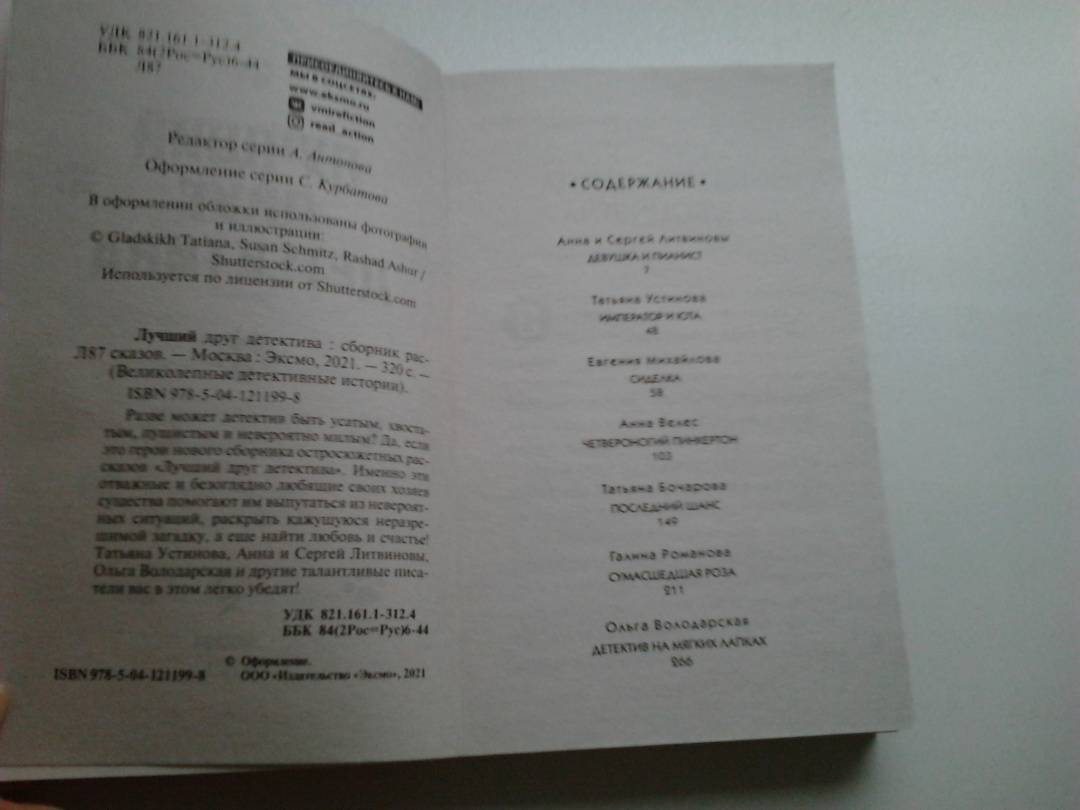 УДК 821.161.1-312.4
ББК 84(2Рос=Рус)6-44
Л87
ПРИСОЕДИНЯЙТЕСЬ К НАМ
МЫ В СОЦСЕТЯХ:
www.eksmo.ru
vmirefiction
read_action
Редактор серии А. Антонова
Оформление серии С. Курбатова
В оформлении обложки использованы фотография
и иллюстрации:
© Gladskikh Tatiana, Susan Schmitz, Rashad Ashur /
Shutterstock.com
Используется по лицензии от Shutterstock.com
Лучший друг детектива : сборник рас-
Л87 сказов. — Москва : Эксмо, 2021. — 320 с. —
(Великолепные детективные истории).
ISBN 978-5-04-121199-8
Разве может детектив быть усатым, хвоста-
тым, пушистым и невероятно милым? Да, если
это герои нового сборника остросюжетных рас-
сказов «Лучший друг детектива». Именно эти
отважные и безоглядно любящие своих хозяев
существа помогают им выпутаться из невероят-
ных ситуаций, раскрыть кажущуюся неразре-
шимой загадку, а еще найти любовь и счастье!
Татьяна Устинова, Анна и Сергей Литвиновы,
Ольга Володарская и другие талантливые писа-
тели вас в этом легко убедят!
УДК 821.161.1-312.4
ББК 84(2Рос=Рус)6-44
© Оформление.
ISBN 978-5-04-121199-8 ООО «Издательство «Эксмо», 2021
• СОДЕРЖАНИЕ •
Анна и Сергей Литвиновы
ДЕВУШКА И ПИАНИСТ
7
Татьяна Устинова
ИМПЕРАТОР И ЮТА
48
Евгения Михайлова
СИДЕЛКА
58
Анна Велес
ЧЕТВЕРОНОГИЙ ПИНКЕРТОН
103
Татьяна Бочарова
ПОСЛЕДНИЙ ШАНС
149
Галина Романова
СУМАСШЕДШАЯ РОЗА
211
Ольга Володарская
ДЕТЕКТИВ НА МЯГКИХ ЛАПКАХ
266